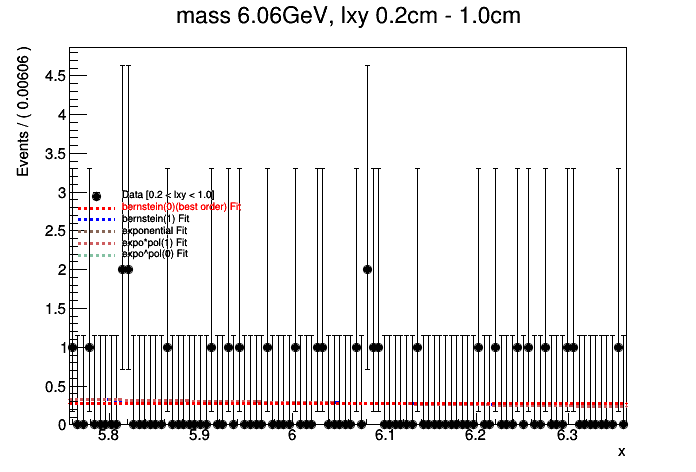 mass 6.06GeV, lxy 0.2cm - 1.0cm
Events / ( 0.00606 )
4.5
4
3.5
3
Data [0.2 < lxy < 1.0]
bernstein(0)(best order) Fit
bernstein(1) Fit
2.5
exponential Fit
expo*pol(1) Fit
expo^pol(0) Fit
2
1.5
1
0.5
0
5.8 5.9 6 6.1 6.2 6.3
x